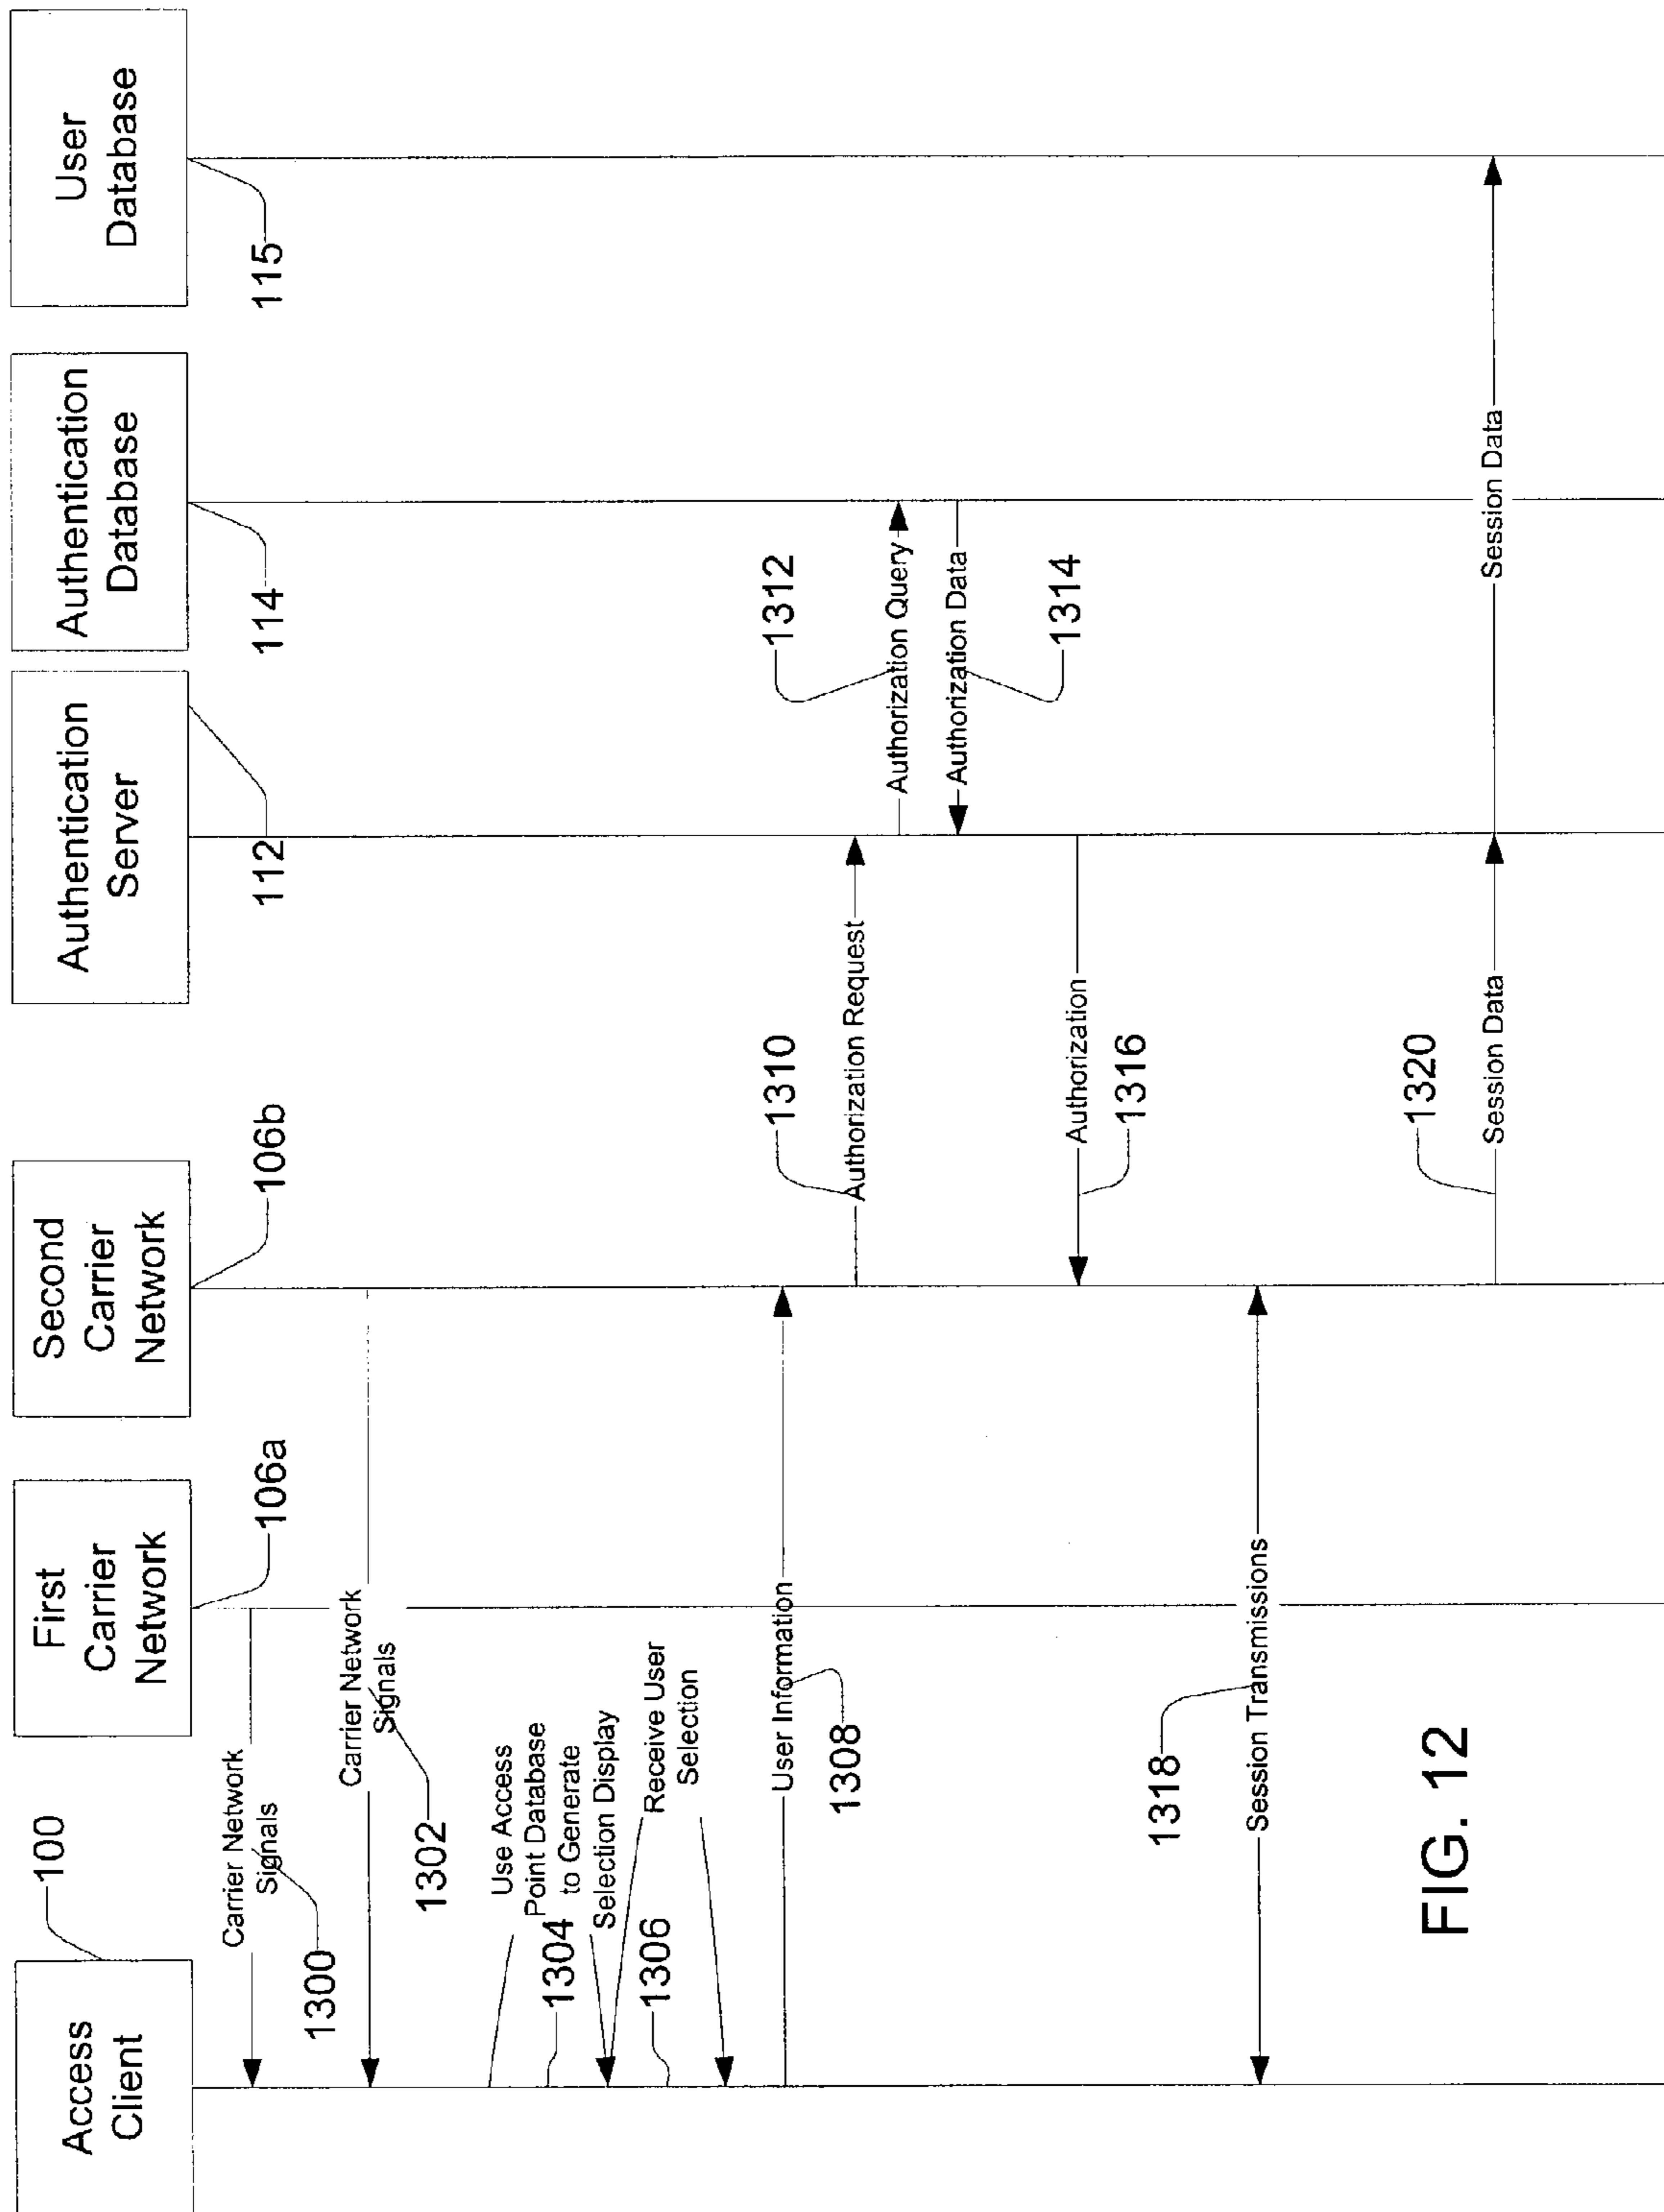 Access
Client
First
Carrier
Network
Second
Carrier
Network
Authentication
Server
Authentication
Database
User
Database
100
106a
106b
112
114
115
Carrier Network
Signals
1300
Carrier Network
Signals
1302
Use Access
Point Database
to Generate
Selection Display
1304
Receive User
Selection
1306
User Information
1308
1310
Authorization Request
1312
Authorization Query
Authorization Data
1314
Authorization
1316
1318
Session Transmissions
1320
Session Data
Session Data
FIG. 12